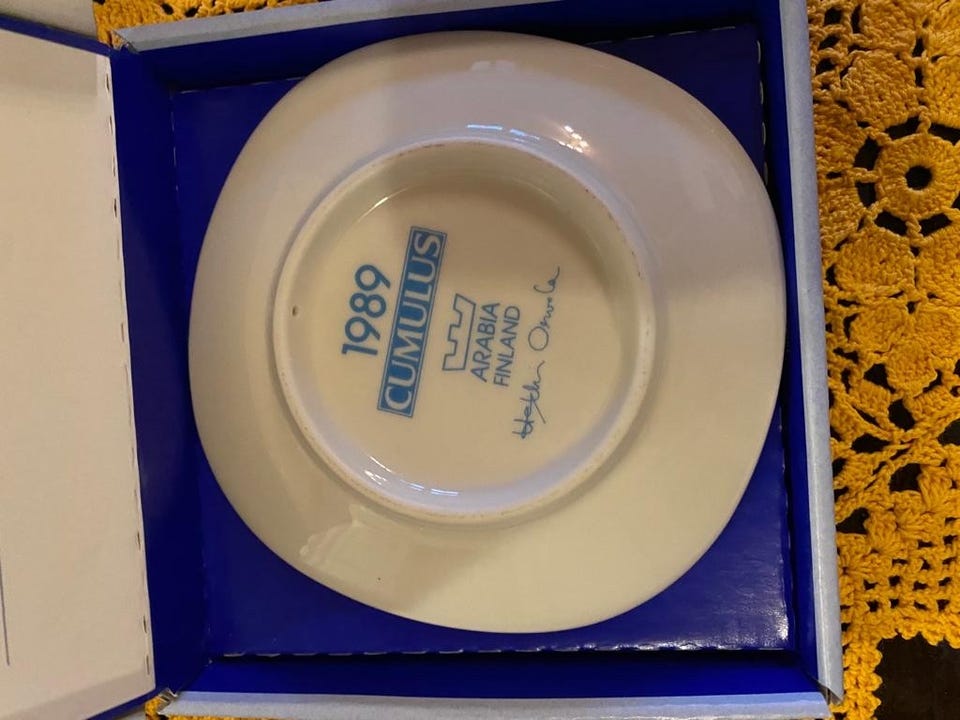 1989
CUMULUS
ARABIA
FINLAND
Heikki Orvola